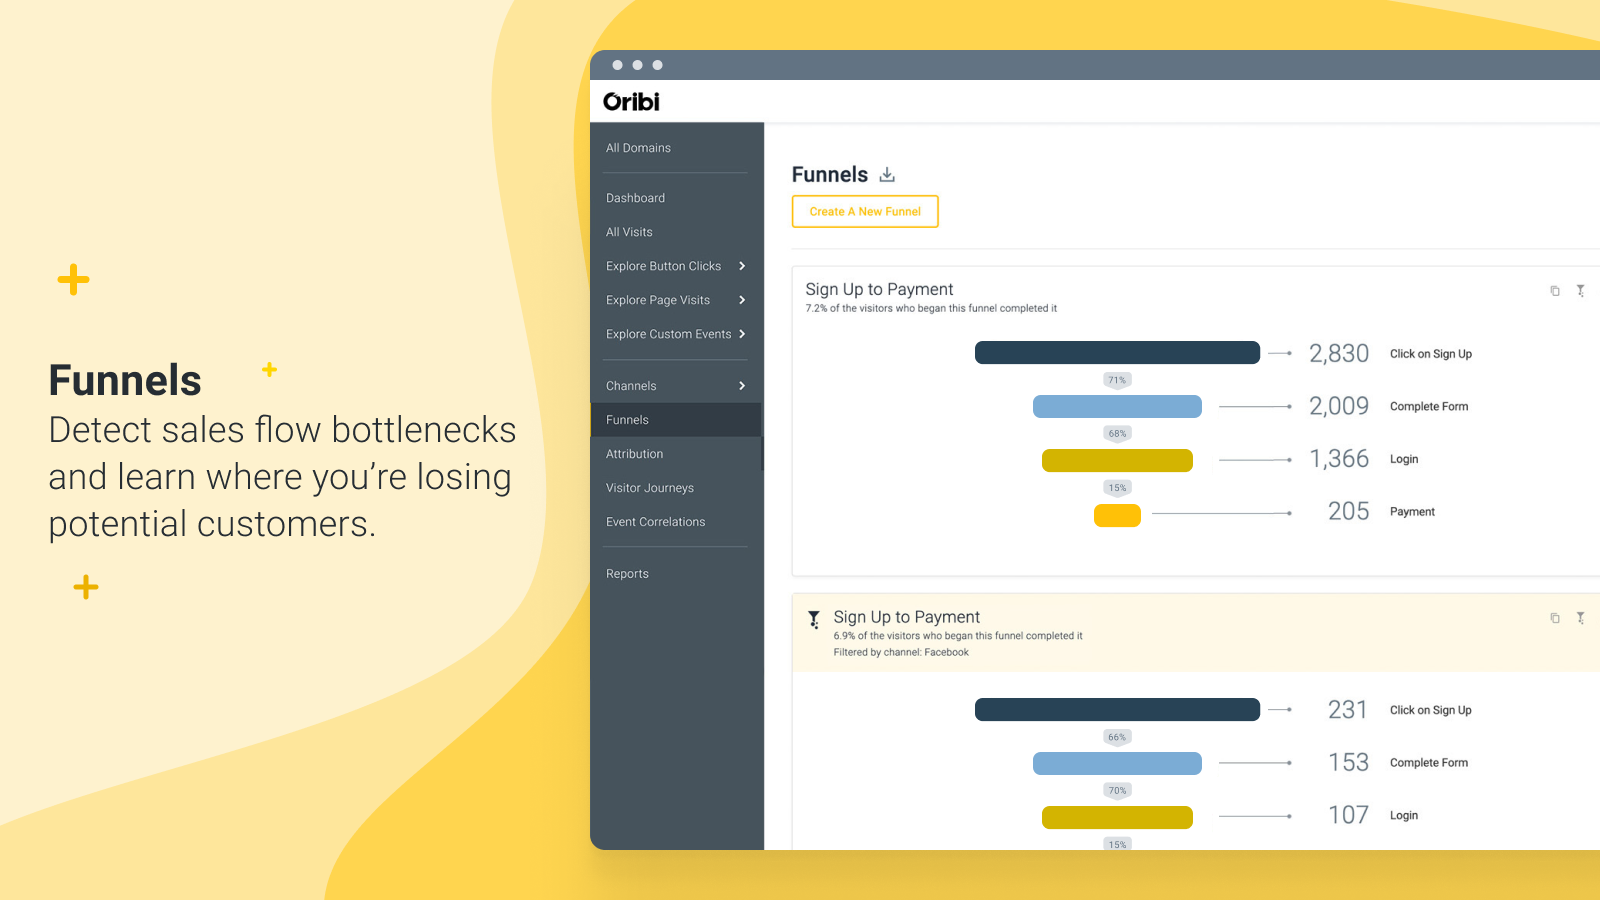 Funnels
Detect sales flow bottlenecks
and learn where you’re losing
potential customers.
Oribi
All Domains
Dashboard
All Visits
Explore Button Clicks
Explore Page Visits
Explore Custom Events
Channels
Funnels
Attribution
Visitor Journeys
Event Correlations
Reports
Funnels
Create A New Funnel
Sign Up to Payment
7.2% of the visitors who began this funnel completed it
2,830 Click on Sign Up
71%
2,009 Complete Form
68%
1,366 Login
15%
205 Payment
Sign Up to Payment
6.9% of the visitors who began this funnel completed it
Filtered by channel: Facebook
231 Click on Sign Up
66%
153 Complete Form
70%
107 Login
15%